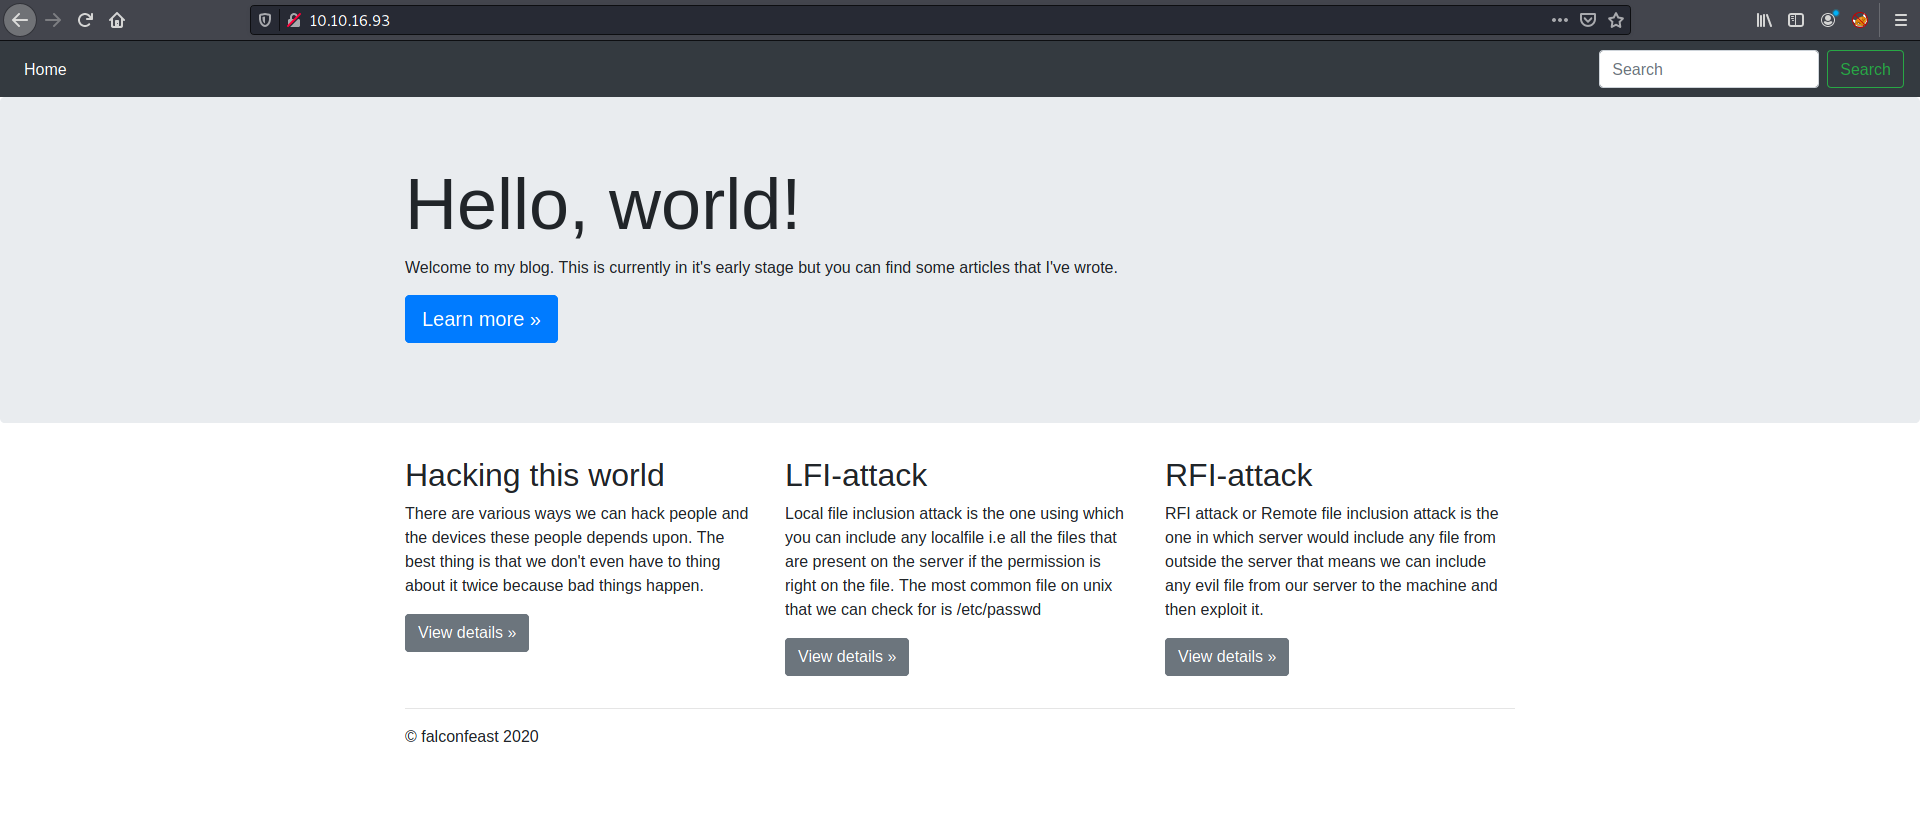 10.10.16.93
Home
Search
Search
Hello, world!
Welcome to my blog. This is currently in it's early stage but you can find some articles that I've wrote.
Learn more »
Hacking this world
There are various ways we can hack people and
the devices these people depends upon. The
best thing is that we don't even have to thing
about it twice because bad things happen.
View details »
LFI-attack
Local file inclusion attack is the one using which
you can include any localfile i.e all the files that
are present on the server if the permission is
right on the file. The most common file on unix
that we can check for is /etc/passwd
View details »
RFI-attack
RFI attack or Remote file inclusion attack is the
one in which server would include any file from
outside the server that means we can include
any evil file from our server to the machine and
then exploit it.
View details »
© falconfeast 2020